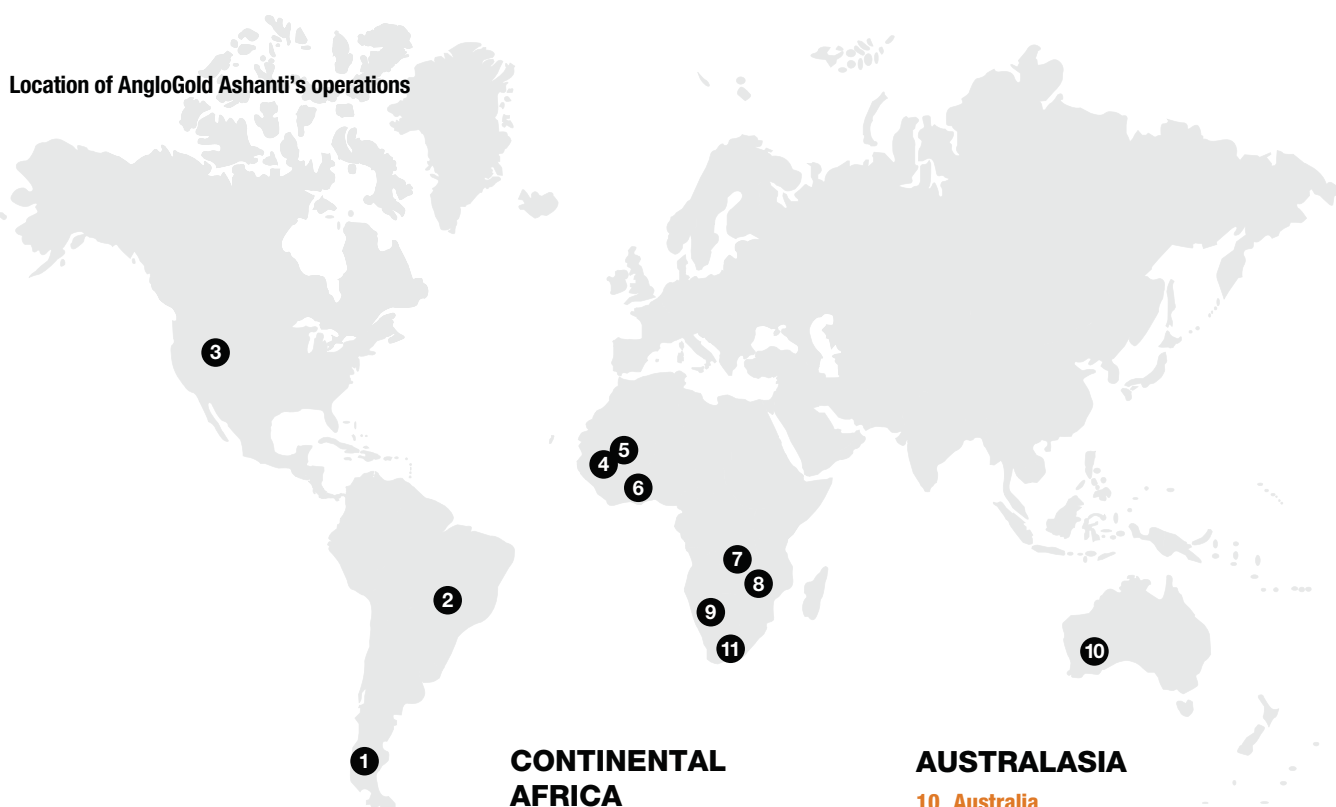 Location of AngloGold Ashanti's operations
3
5
4
6
7
8
2
9
11
10
1
CONTINENTAL
AFRICA
AUSTRALASIA
10 Australia